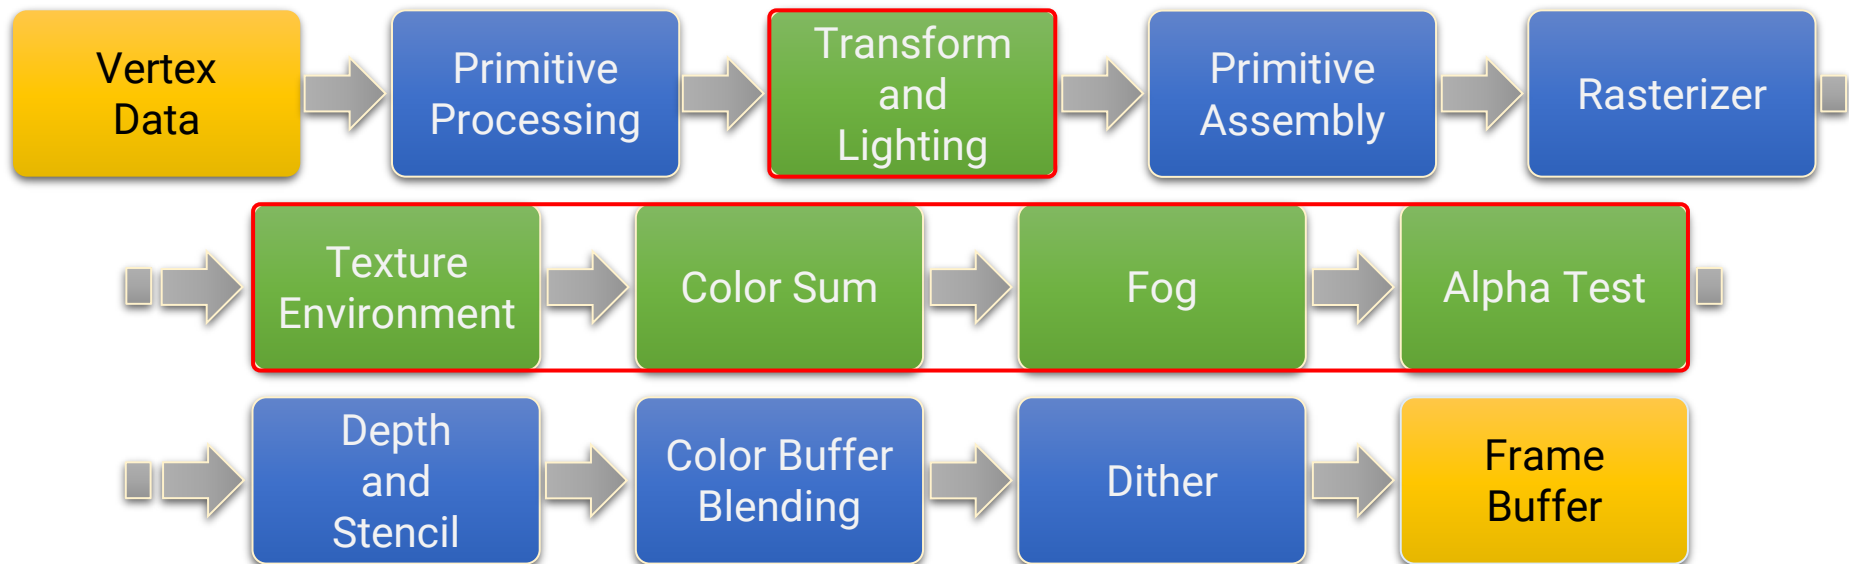 Vertex
Data
Primitive
Processing
Transform
and
Lighting
Primitive
Assembly
Rasterizer
Texture
Environment
Color Sum
Fog
Alpha Test
Depth
and
Stencil
Color Buffer
Blending
Dither
Frame
Buffer